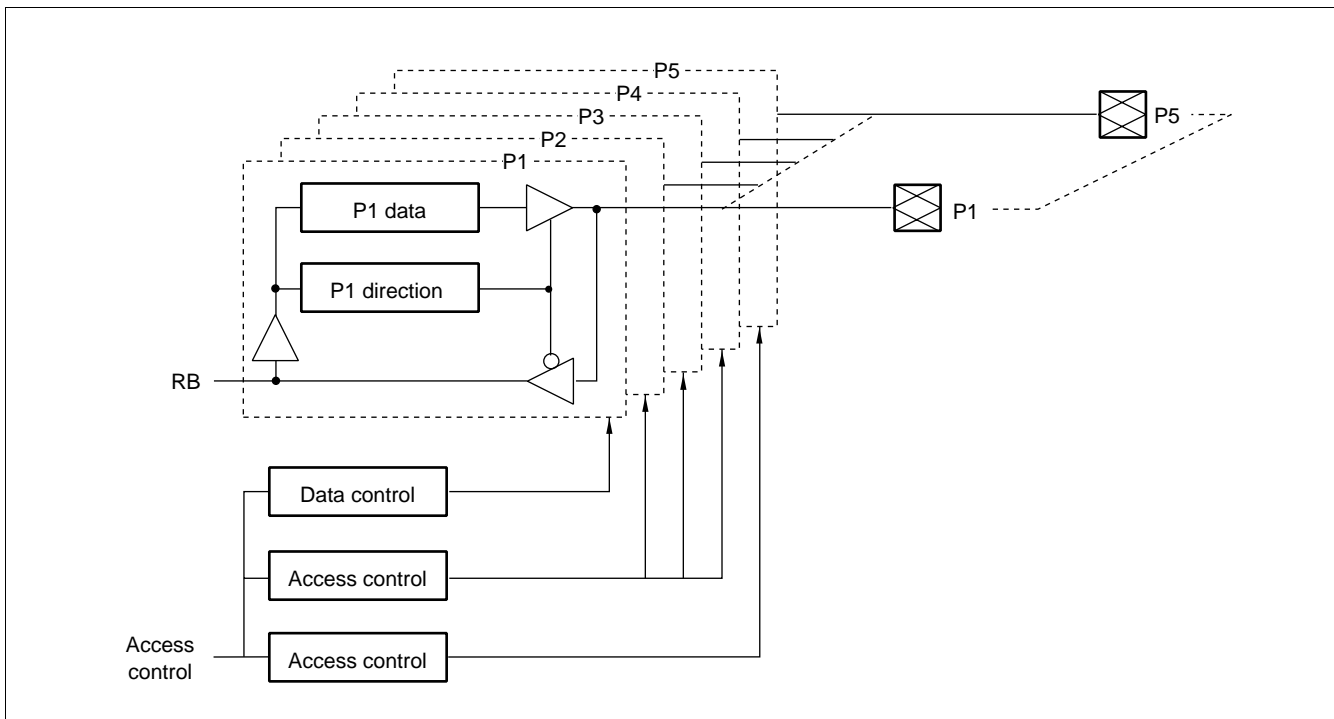 P5
P4
P3
P2
P1
P5
P1 data
P1
P1 direction
RB
Data control
Access control
Access
control
Access control